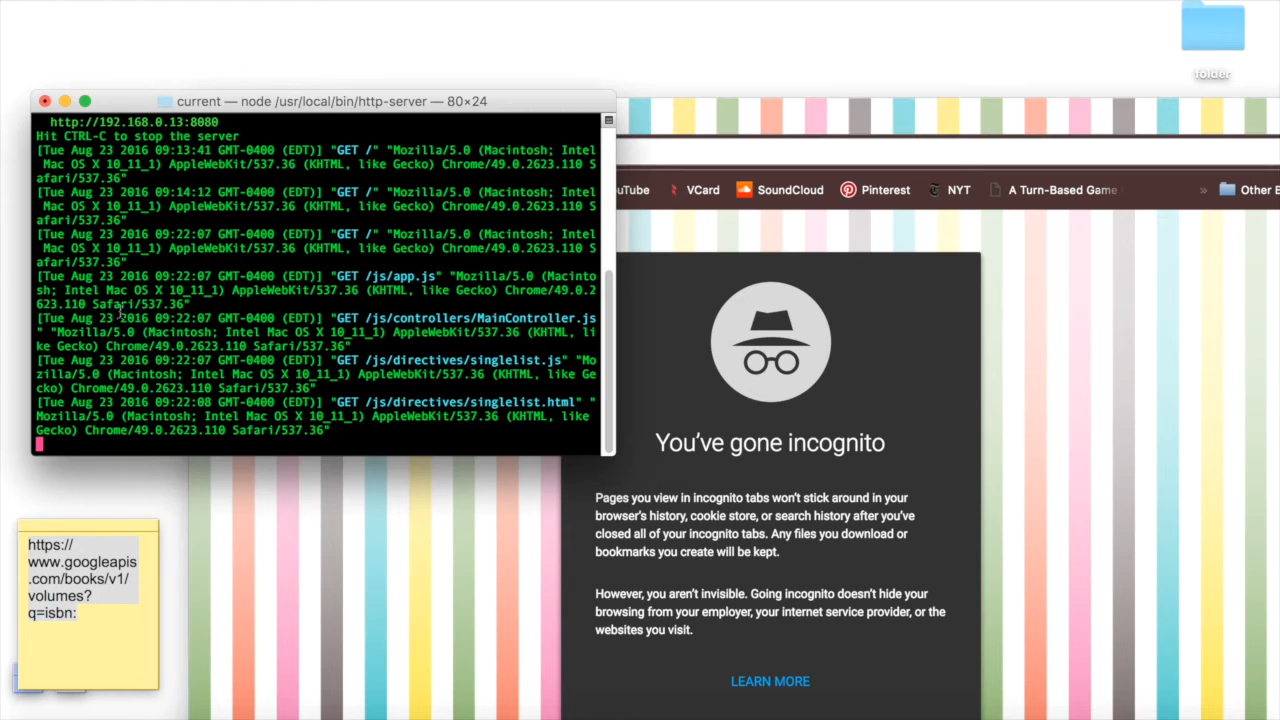 folder
current — node /usr/local/bin/http-server — 80×24
http://192.168.0.13:8080
Hit CTRL-C to stop the server
[Tue Aug 23 2016 09:13:41 GMT-0400 (EDT)] "GET /" "Mozilla/5.0 (Macintosh; Intel
Mac OS X 10_11_1) AppleWebKit/537.36 (KHTML, like Gecko) Chrome/49.0.2623.110 S
afari/537.36"
[Tue Aug 23 2016 09:14:12 GMT-0400 (EDT)] "GET /" "Mozilla/5.0 (Macintosh; Intel
Mac OS X 10_11_1) AppleWebKit/537.36 (KHTML, like Gecko) Chrome/49.0.2623.110 S
afari/537.36"
[Tue Aug 23 2016 09:22:07 GMT-0400 (EDT)] "GET /" "Mozilla/5.0 (Macintosh; Intel
Mac OS X 10_11_1) AppleWebKit/537.36 (KHTML, like Gecko) Chrome/49.0.2623.110 S
afari/537.36"
[Tue Aug 23 2016 09:22:07 GMT-0400 (EDT)] "GET /js/app.js" "Mozilla/5.0 (Macinto
sh; Intel Mac OS X 10_11_1) AppleWebKit/537.36 (KHTML, like Gecko) Chrome/49.0.2
623.110 Safari/537.36"
[Tue Aug 23 2016 09:22:07 GMT-0400 (EDT)] "GET /js/controllers/MainController.js
" "Mozilla/5.0 (Macintosh; Intel Mac OS X 10_11_1) AppleWebKit/537.36 (KHTML, li
ke Gecko) Chrome/49.0.2623.110 Safari/537.36"
[Tue Aug 23 2016 09:22:07 GMT-0400 (EDT)] "GET /js/directives/singlelist.js" "Mo
zilla/5.0 (Macintosh; Intel Mac OS X 10_11_1) AppleWebKit/537.36 (KHTML, like Ge
cko) Chrome/49.0.2623.110 Safari/537.36"
[Tue Aug 23 2016 09:22:08 GMT-0400 (EDT)] "GET /js/directives/singlelist.html" "
Mozilla/5.0 (Macintosh; Intel Mac OS X 10_11_1) AppleWebKit/537.36 (KHTML, like
Gecko) Chrome/49.0.2623.110 Safari/537.36"
uTube VCard SoundCloud Pinterest NYT A Turn-Based Game » Other B
You've gone incognito
Pages you view in incognito tabs won't stick around in your
browser's history, cookie store, or search history after you've
closed all of your incognito tabs. Any files you download or
bookmarks you create will be kept.
However, you aren't invisible. Going incognito doesn't hide your
browsing from your employer, your internet service provider, or the
websites you visit.
LEARN MORE
https://
www.googleapis
.com/books/v1/
volumes?
q=isbn: